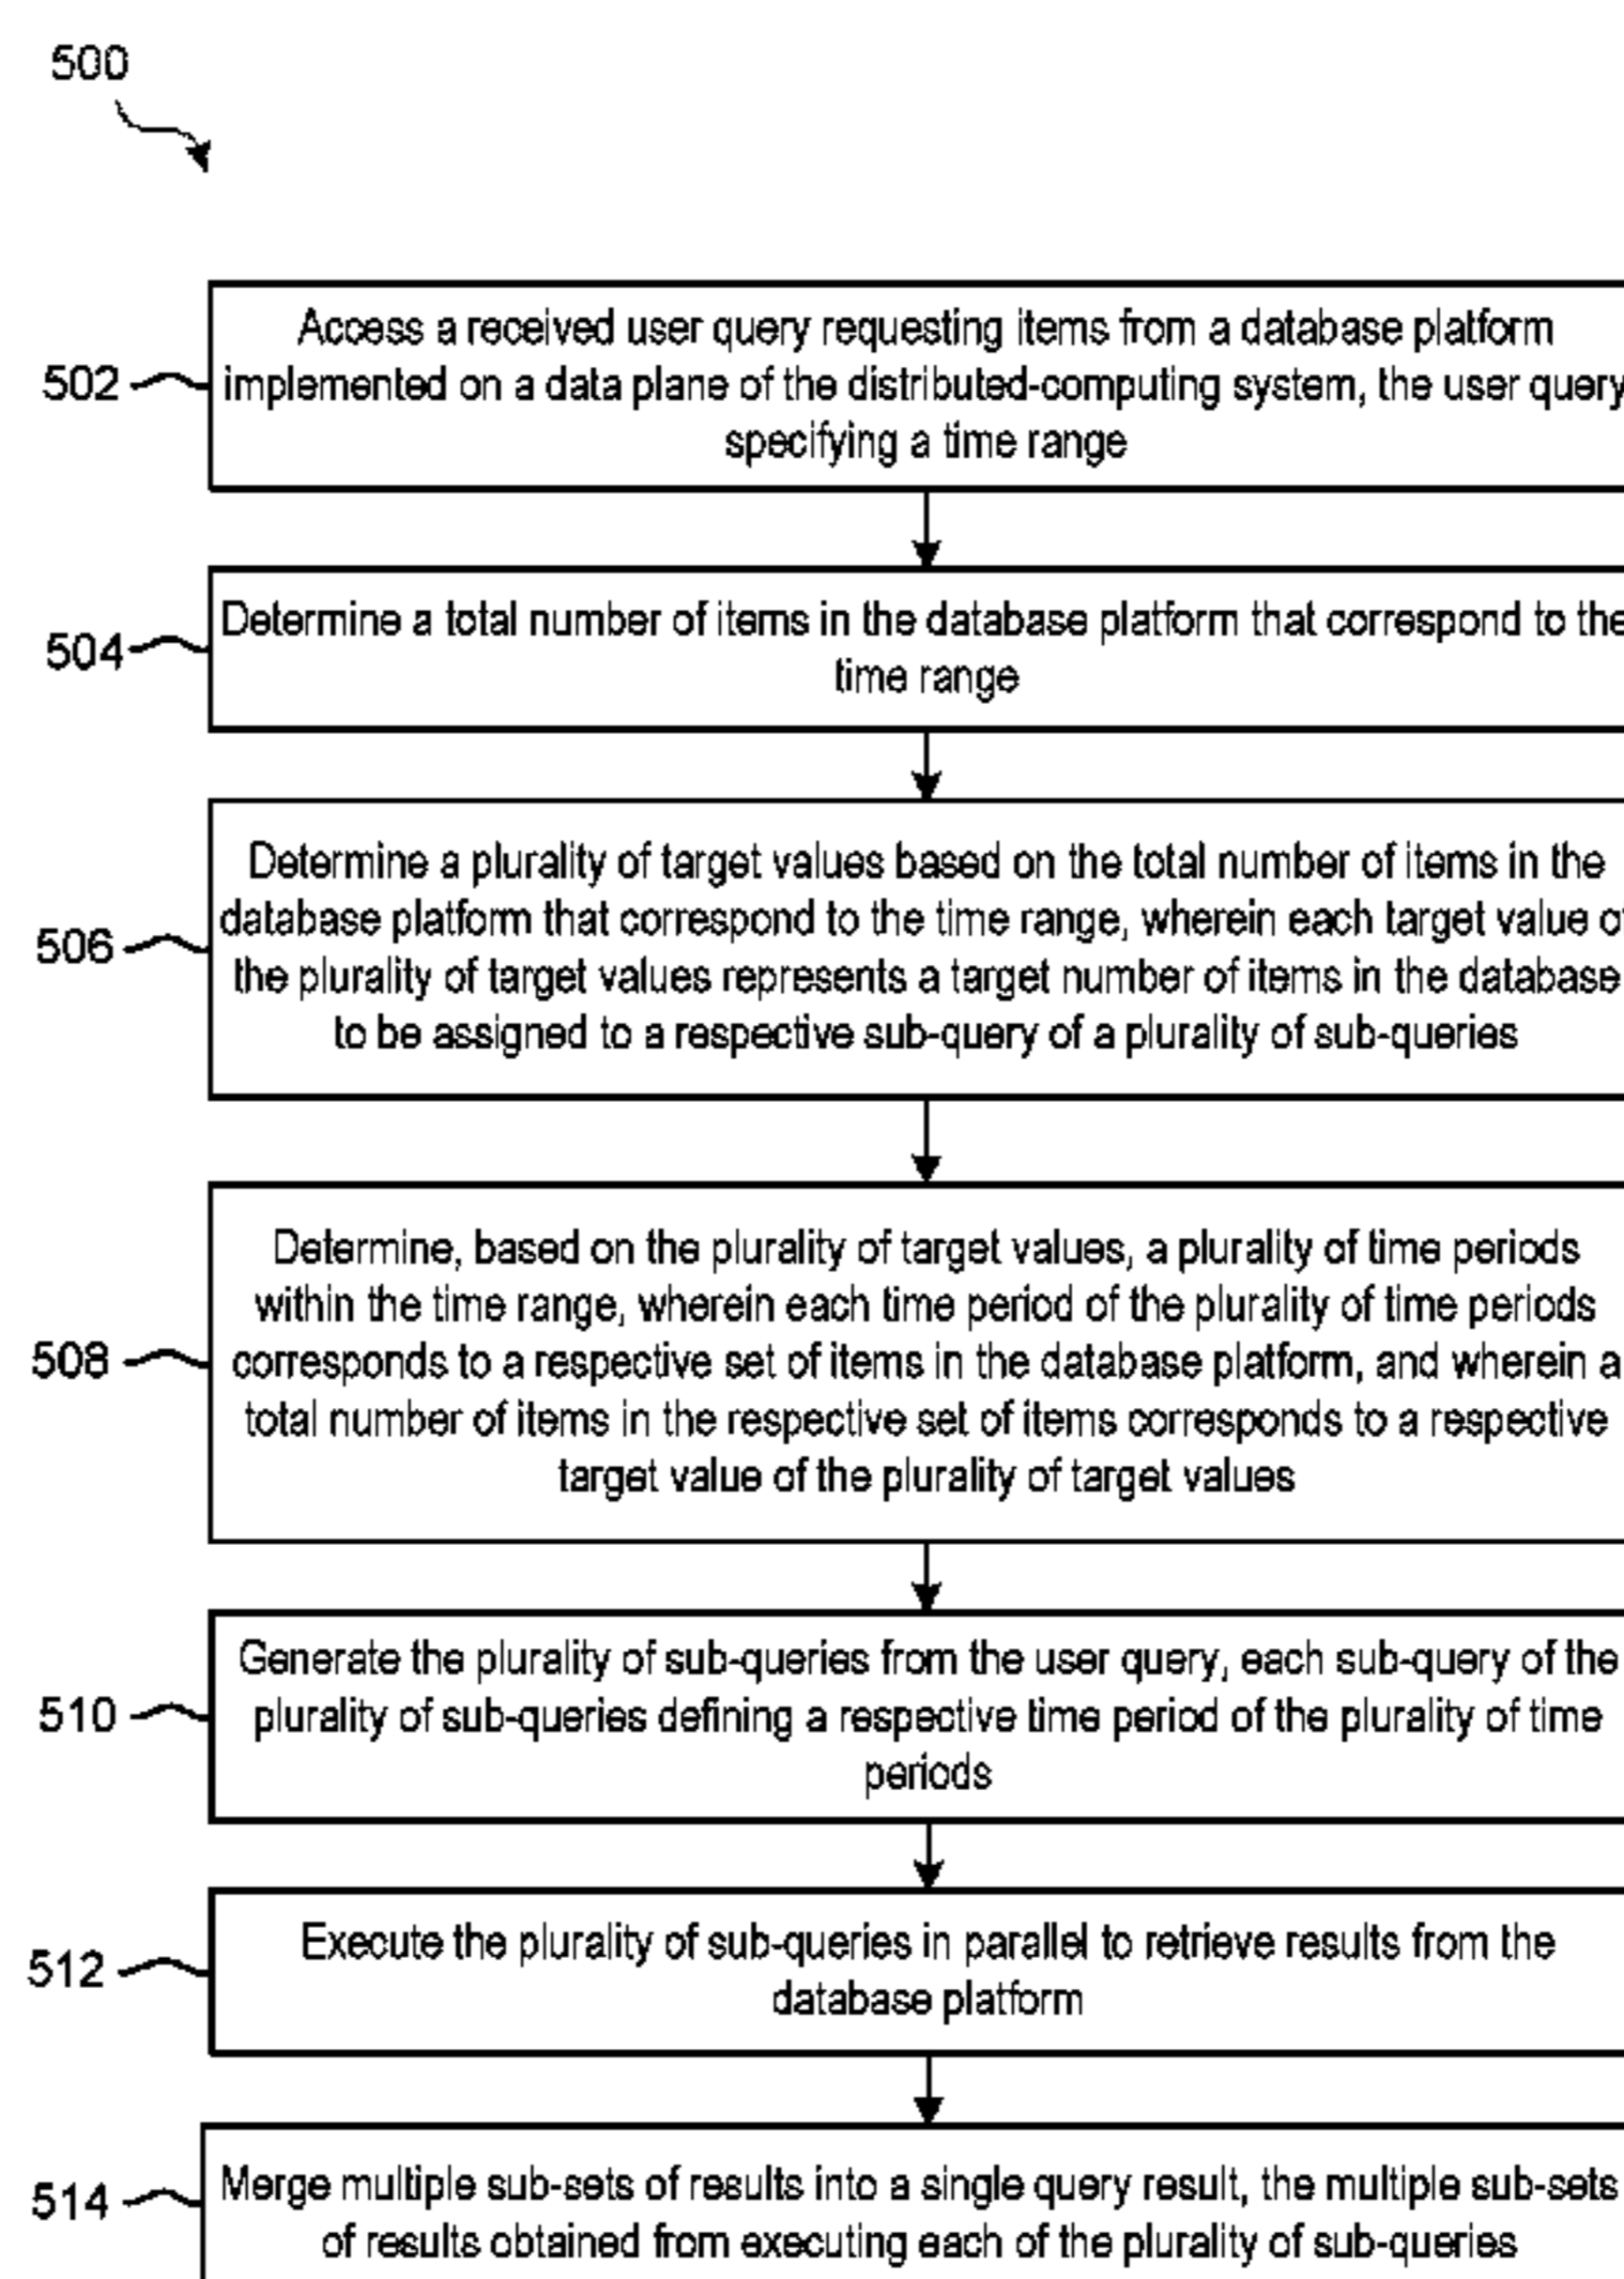 500
502
Access a received user query requesting items from a database platform
implemented on a data plane of the distributed-computing system, the user query
specifying a time range
504
Determine a total number of items in the database platform that correspond to the
time range
506
Determine a plurality of target values based on the total number of items in the
database platform that correspond to the time range, wherein each target value of
the plurality of target values represents a target number of items in the database
to be assigned to a respective sub-query of a plurality of sub-queries
508
Determine, based on the plurality of target values, a plurality of time periods
within the time range, wherein each time period of the plurality of time periods
corresponds to a respective set of items in the database platform, and wherein a
total number of items in the respective set of items corresponds to a respective
target value of the plurality of target values
510
Generate the plurality of sub-queries from the user query, each sub-query of the
plurality of sub-queries defining a respective time period of the plurality of time
periods
512
Execute the plurality of sub-queries in parallel to retrieve results from the
database platform
514
Merge multiple sub-sets of results into a single query result, the multiple sub-sets
of results obtained from executing each of the plurality of sub-queries